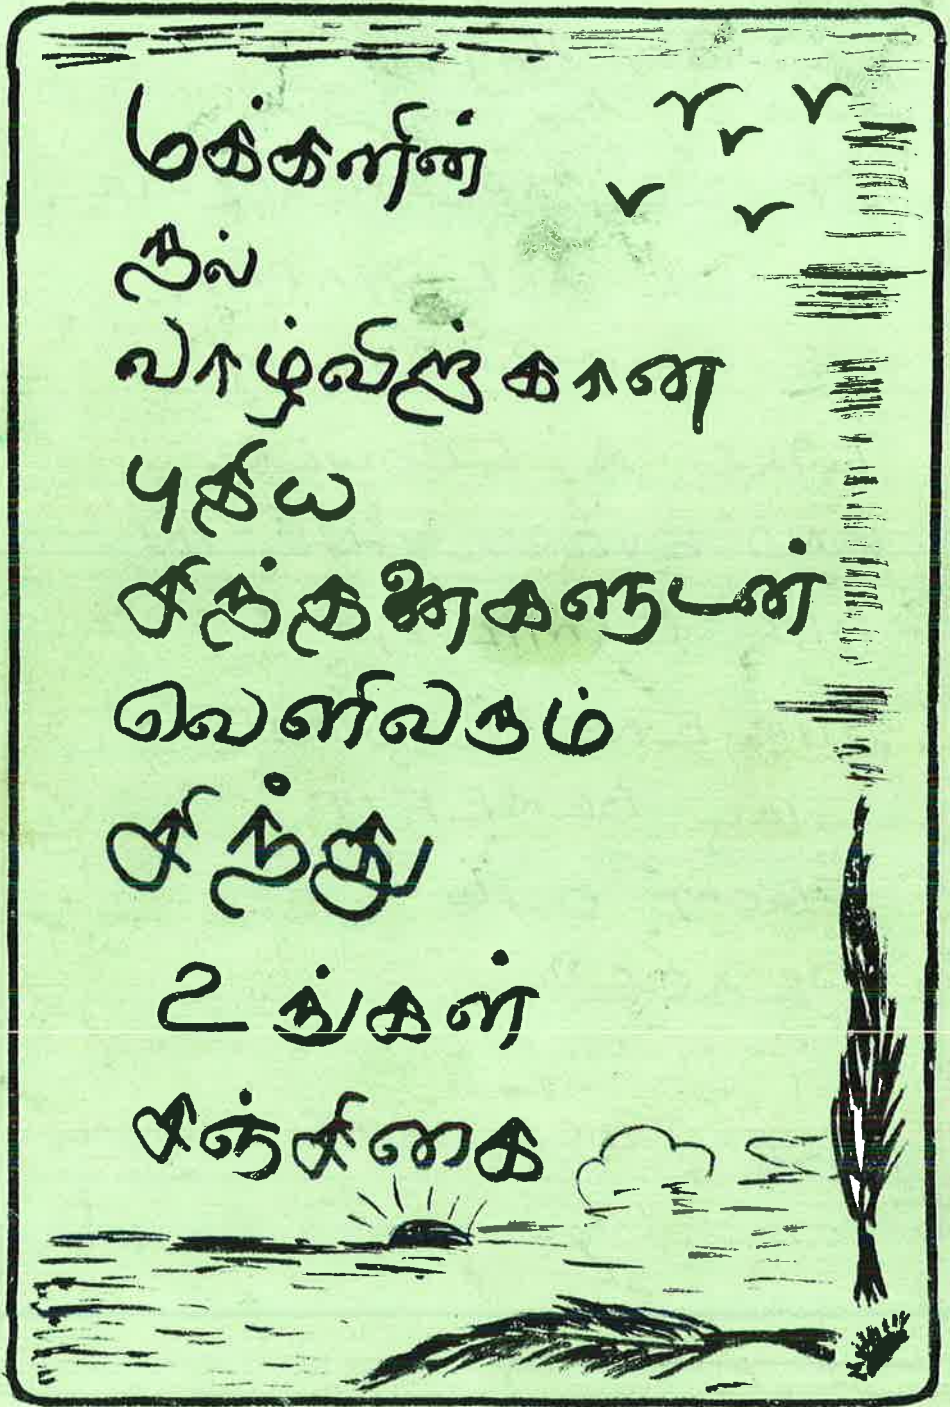 மக்களின்
நல்
வாழ்விற்கான
புதிய
சிந்தனைகளுடன்
வெளிவரும்
சிந்து
உங்கள்
சஞ்சிகை